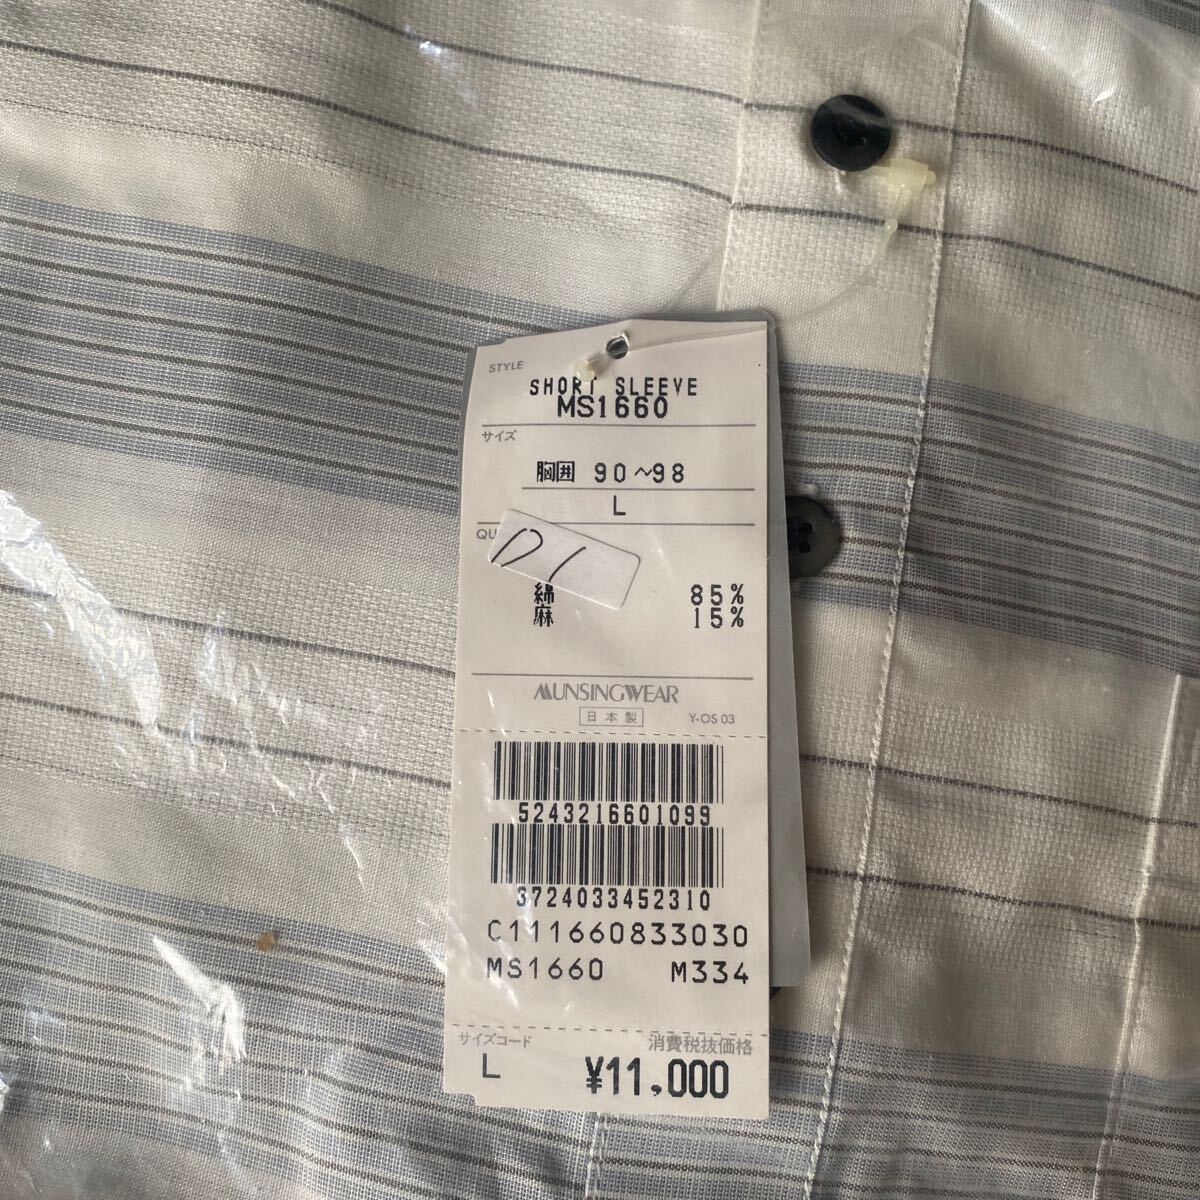 STYLE
SHORT SLEEVE
MS1660
サイズ
胸囲 90~98
L
D1
綿 85%
麻 15%
MUNSINGWEAR
日本製 Y-OS 03
5243216601099
3724033452310
C111660833030
MS1660 M334
サイズコード 消費税抜価格
L ¥11,000